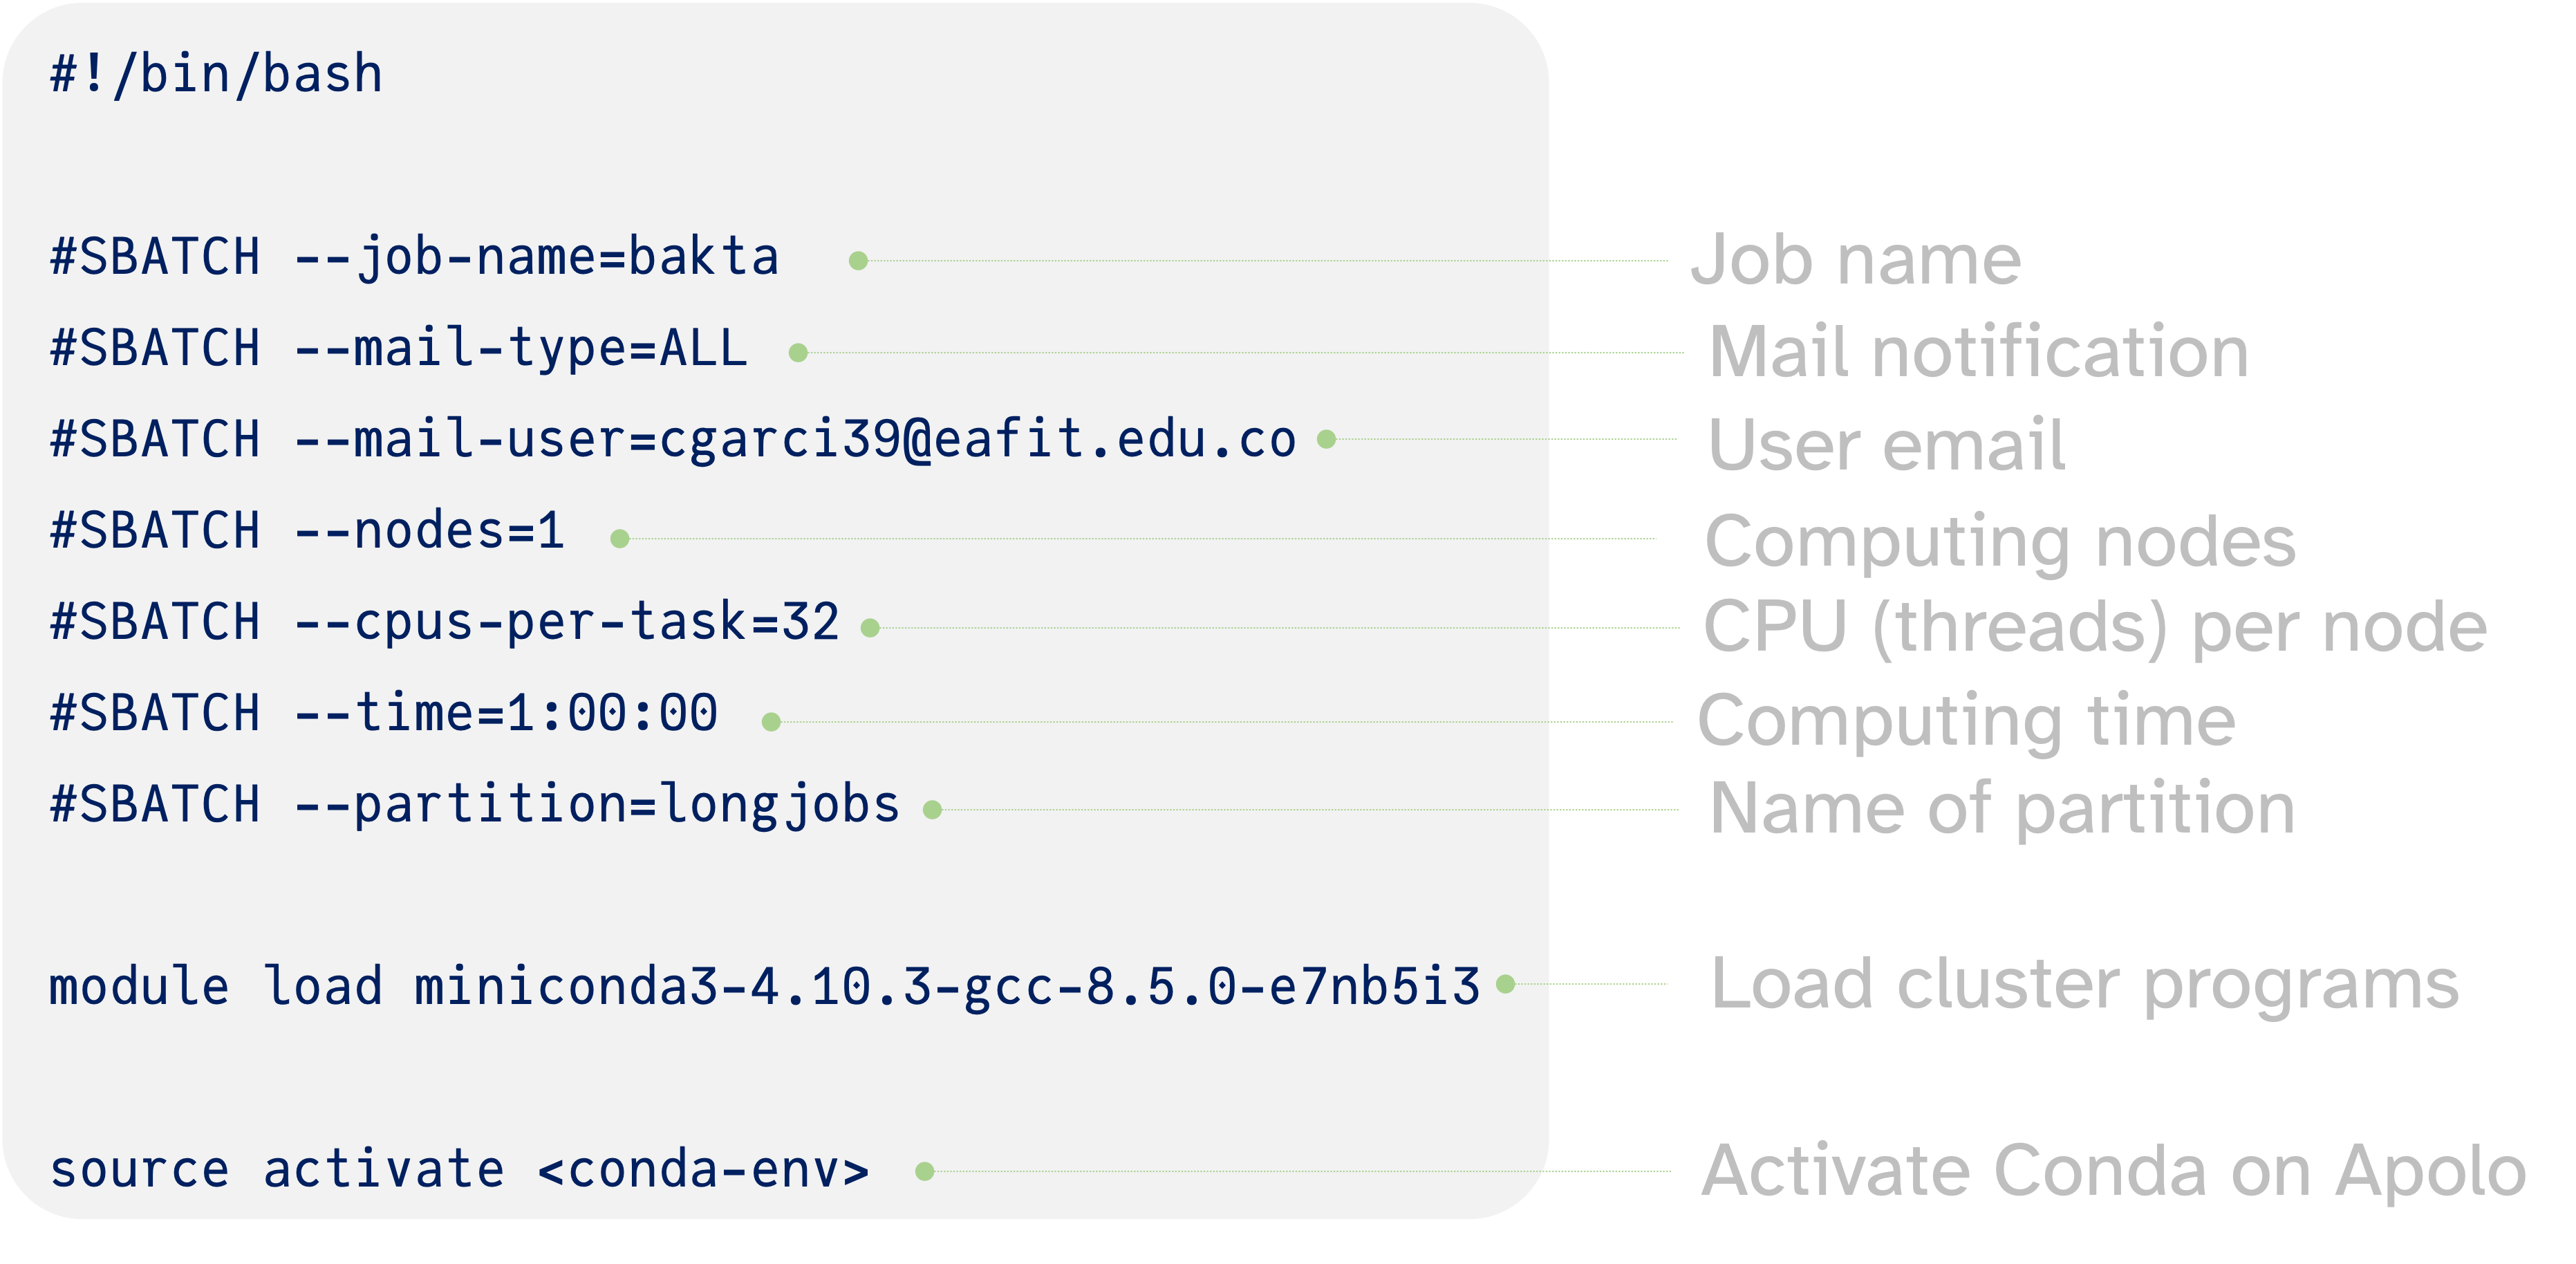 #!/bin/bash
#SBATCH --job-name=bakta Job name
#SBATCH --mail-type=ALL Mail notification
#SBATCH --mail-user=cgarci39@eafit.edu.co User email
#SBATCH --nodes=1 Computing nodes
#SBATCH --cpus-per-task=32 CPU (threads) per node
#SBATCH --time=1:00:00 Computing time
#SBATCH --partition=longjobs Name of partition
module load miniconda3-4.10.3-gcc-8.5.0-e7nb5i3 Load cluster programs
source activate <conda-env> Activate Conda on Apolo